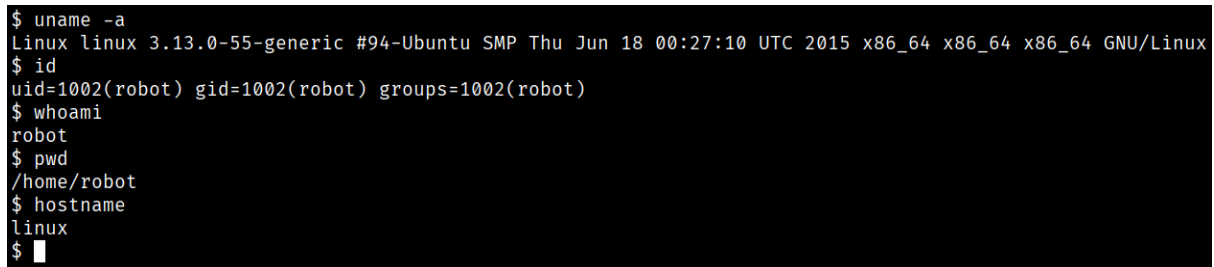 $ uname -a
Linux linux 3.13.0-55-generic #94-Ubuntu SMP Thu Jun 18 00:27:10 UTC 2015 x86_64 x86_64 x86_64 GNU/Linux
$ id
uid=1002(robot) gid=1002(robot) groups=1002(robot)
$ whoami
robot
$ pwd
/home/robot
$ hostname
linux
$